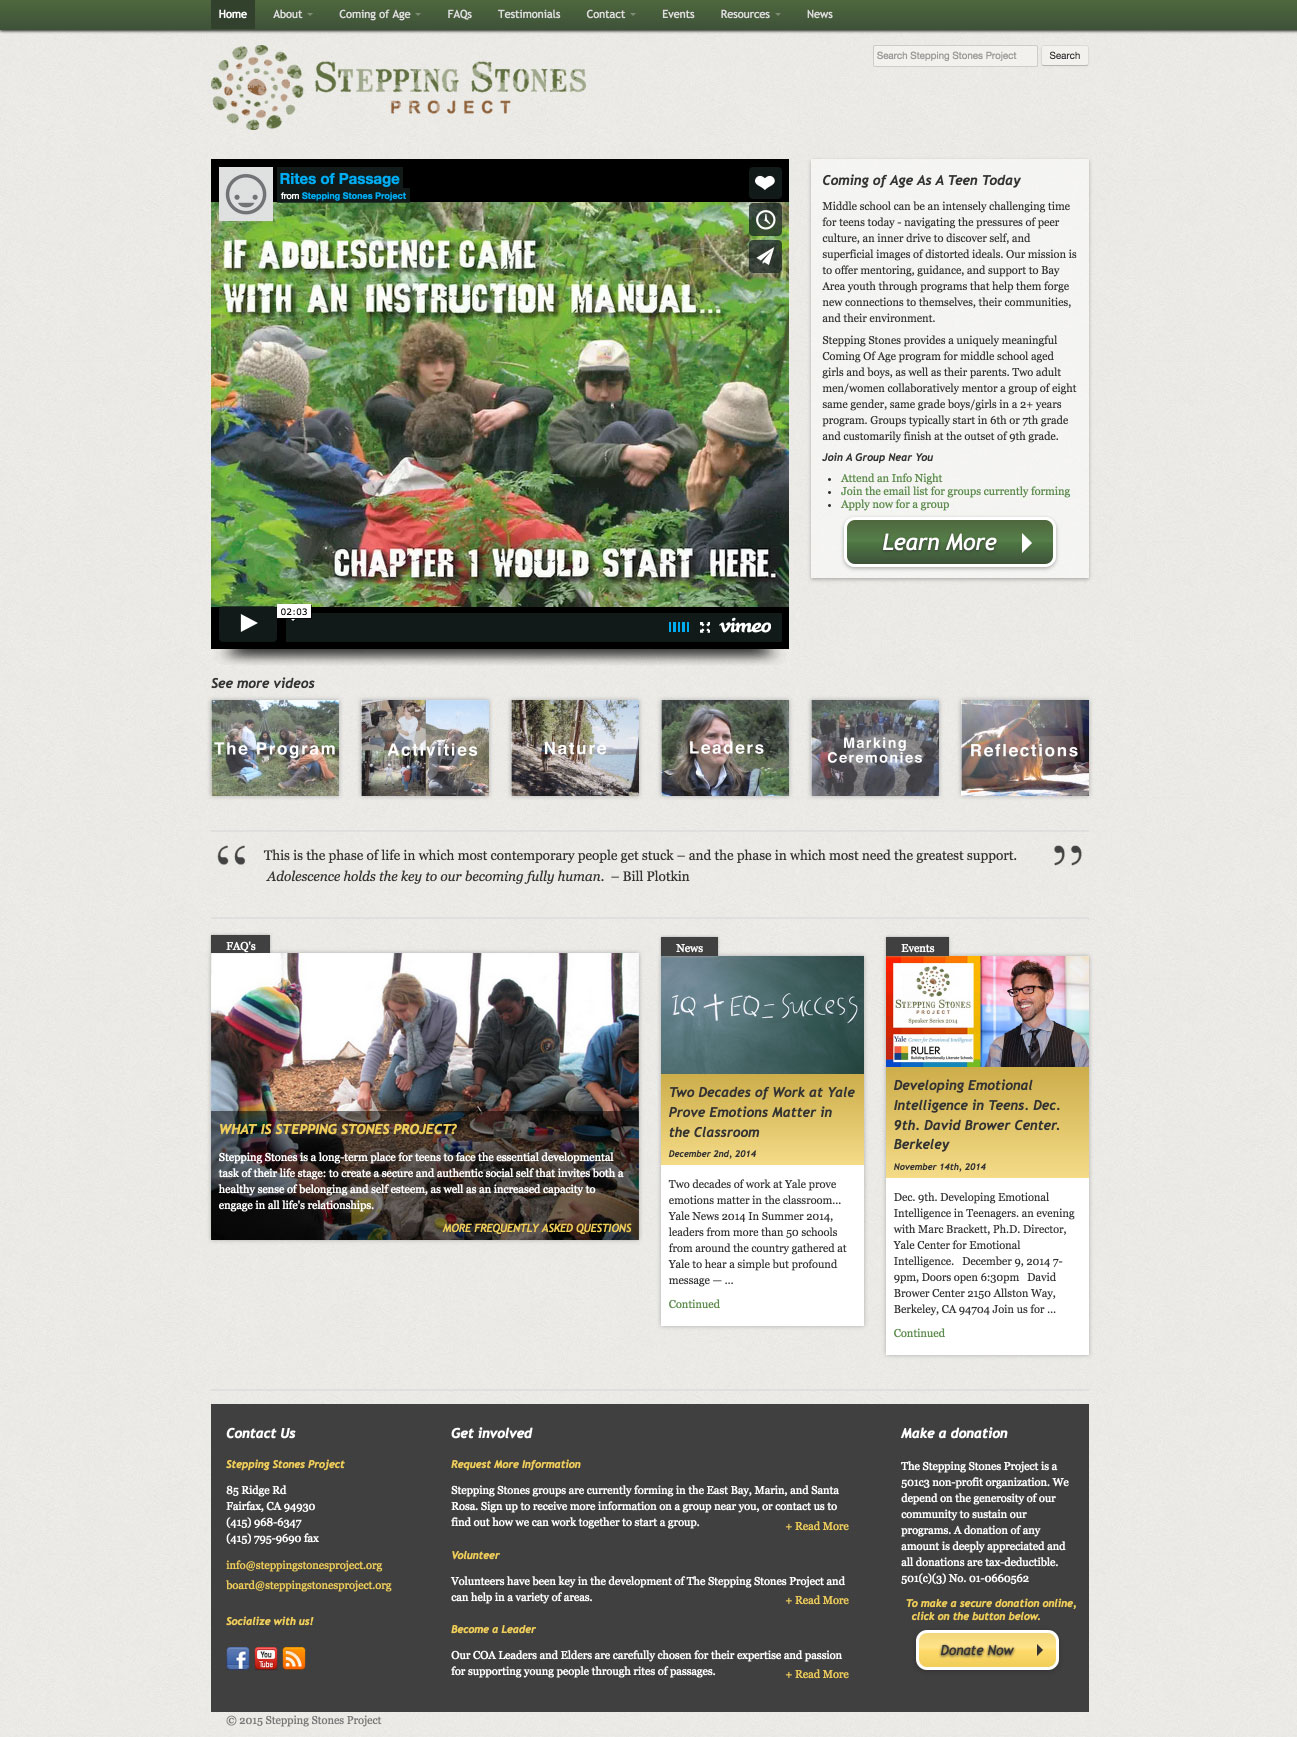 Home About Coming of Age FAQs Testimonials Contact Events Resources News
STEPPING STONES
PROJECT
Search Stepping Stones Project Search
Rites of Passage
from Stepping Stones Project
IF ADOLESCENCE CAME
WITH AN INSTRUCTION MANUAL...
CHAPTER 1 WOULD START HERE.
02:03
vimeo
Coming of Age As A Teen Today
Middle school can be an intensely challenging time
for teens today - navigating the pressures of peer
culture, an inner drive to discover self, and
superficial images of distorted ideals. Our mission is
to offer mentoring, guidance, and support to Bay
Area youth through programs that help them forge
new connections to themselves, their communities,
and their environment.
Stepping Stones provides a uniquely meaningful
Coming Of Age program for middle school aged
girls and boys, as well as their parents. Two adult
men/women collaboratively mentor a group of eight
same gender, same grade boys/girls in a 2+ years
program. Groups typically start in 6th or 7th grade
and customarily finish at the outset of 9th grade.
Join A Group Near You
• Attend an Info Night
• Join the email list for groups currently forming
• Apply now for a group
Learn More
See more videos
The Program
Activities
Nature
Leaders
Marking
Ceremonies
Reflections
“ This is the phase of life in which most contemporary people get stuck – and the phase in which most need the greatest support. ”
Adolescence holds the key to our becoming fully human. – Bill Plotkin
FAQ's
WHAT IS STEPPING STONES PROJECT?
Stepping Stones is a long-term place for teens to face the essential developmental
task of their life stage: to create a secure and authentic social self that invites both a
healthy sense of belonging and self esteem, as well as an increased capacity to
engage in all life's relationships.
MORE FREQUENTLY ASKED QUESTIONS
News
IQ + EQ = Success
Two Decades of Work at Yale
Prove Emotions Matter in
the Classroom
December 2nd, 2014
Two decades of work at Yale prove
emotions matter in the classroom…
Yale News 2014 In Summer 2014,
leaders from more than 50 schools
from around the country gathered at
Yale to hear a simple but profound
message — …
Continued
Events
STEPPING STONES
PROJECT
Speaker Series 2014
Yale Center for Emotional Intelligence
RULER
Building Emotionally Literate Schools
Developing Emotional
Intelligence in Teens. Dec.
9th. David Brower Center.
Berkeley
November 14th, 2014
Dec. 9th. Developing Emotional
Intelligence in Teenagers. an evening
with Marc Brackett, Ph.D. Director,
Yale Center for Emotional
Intelligence. December 9, 2014 7-
9pm, Doors open 6:30pm David
Brower Center 2150 Allston Way,
Berkeley, CA 94704 Join us for …
Continued
Contact Us
Stepping Stones Project
85 Ridge Rd
Fairfax, CA 94930
(415) 968-6347
(415) 795-9690 fax
info@steppingstonesproject.org
board@steppingstonesproject.org
Socialize with us!
You
Tube
Get involved
Request More Information
Stepping Stones groups are currently forming in the East Bay, Marin, and Santa
Rosa. Sign up to receive more information on a group near you, or contact us to
find out how we can work together to start a group.
+ Read More
Volunteer
Volunteers have been key in the development of The Stepping Stones Project and
can help in a variety of areas.
+ Read More
Become a Leader
Our COA Leaders and Elders are carefully chosen for their expertise and passion
for supporting young people through rites of passages.
+ Read More
Make a donation
The Stepping Stones Project is a
501c3 non-profit organization. We
depend on the generosity of our
community to sustain our
programs. A donation of any
amount is deeply appreciated and
all donations are tax-deductible.
501(c)(3) No. 01-0660562
To make a secure donation online,
click on the button below.
Donate Now
© 2015 Stepping Stones Project